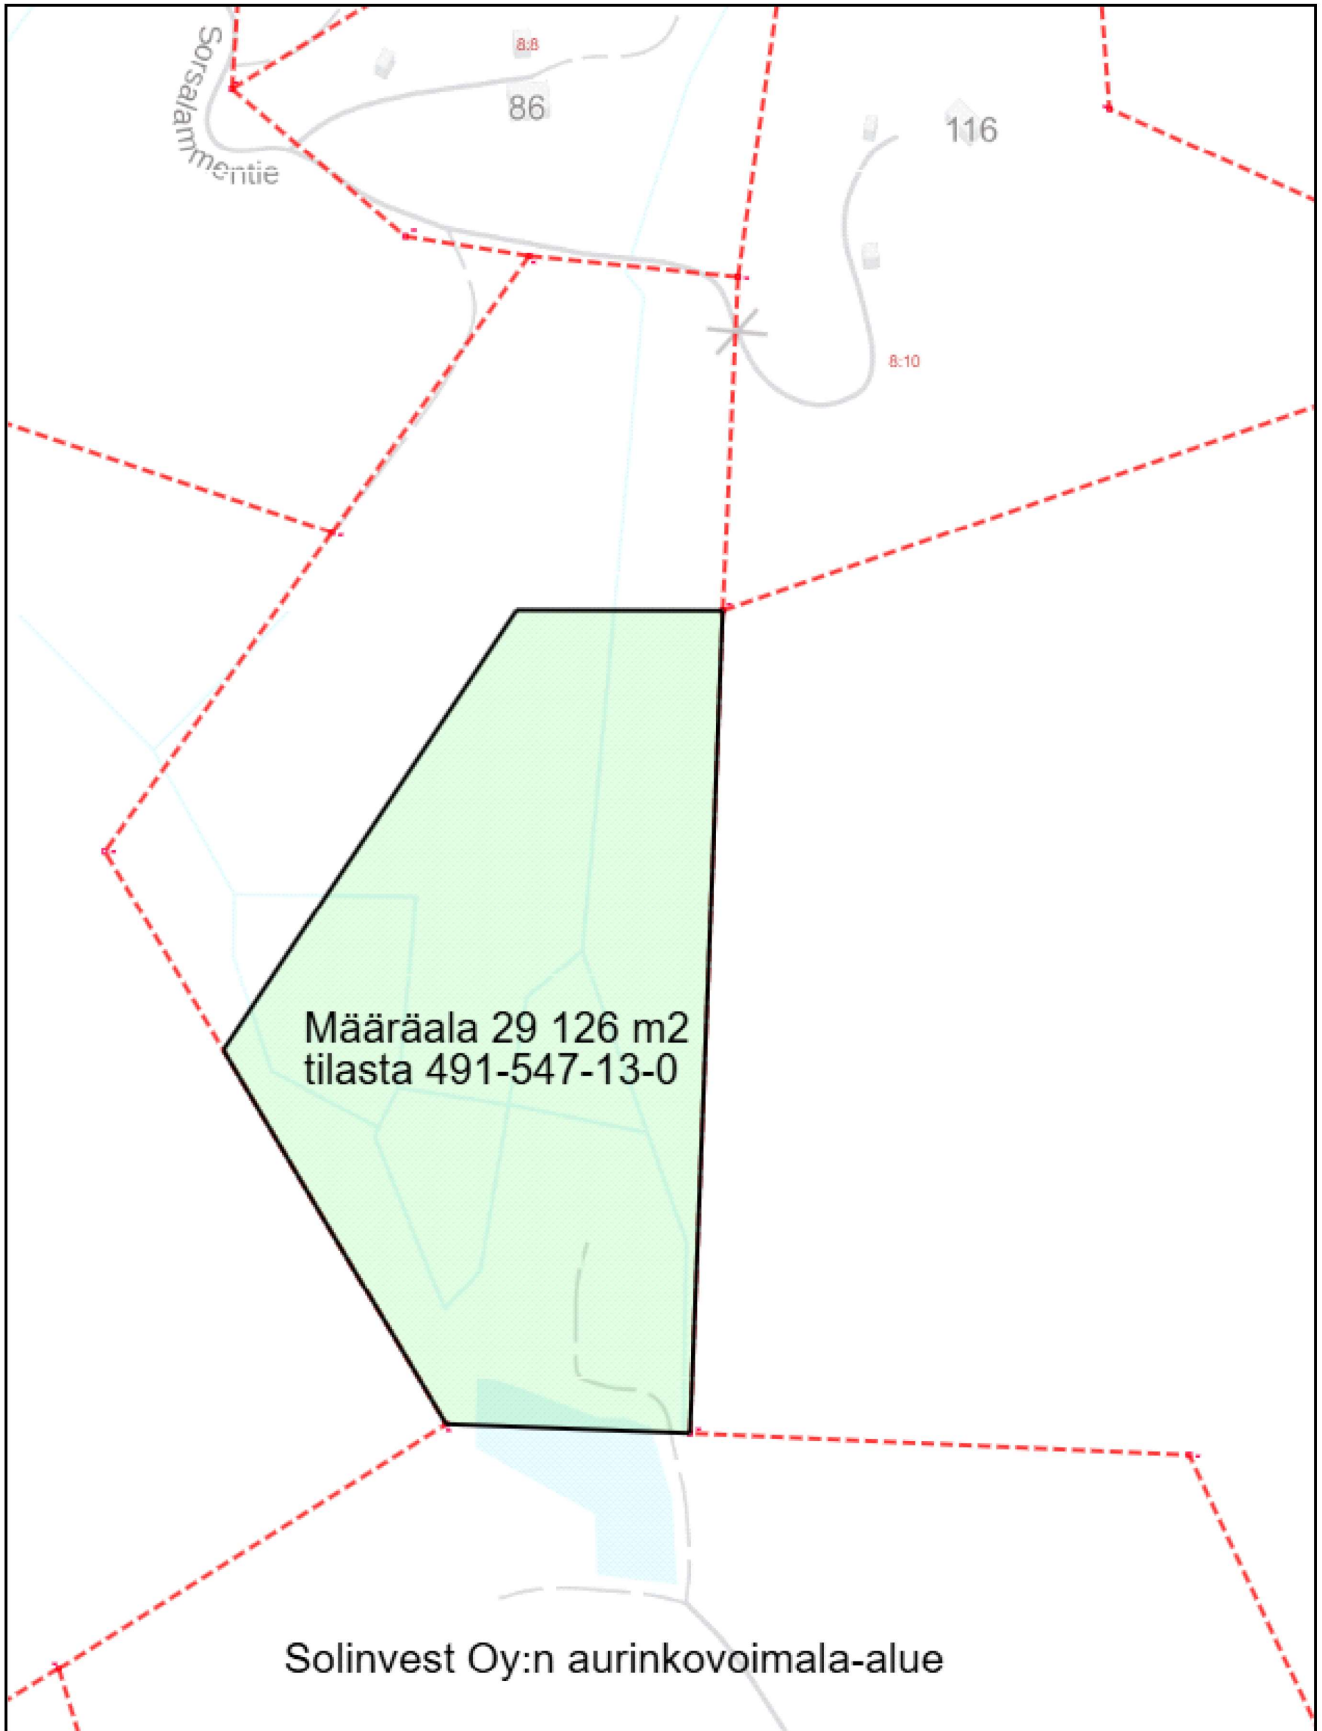 8:8
86
116
Sorsalammentie
8:10
Määräala 29 126 m2
tilasta 491-547-13-0
Solinvest Oy:n aurinkovoimala-alue